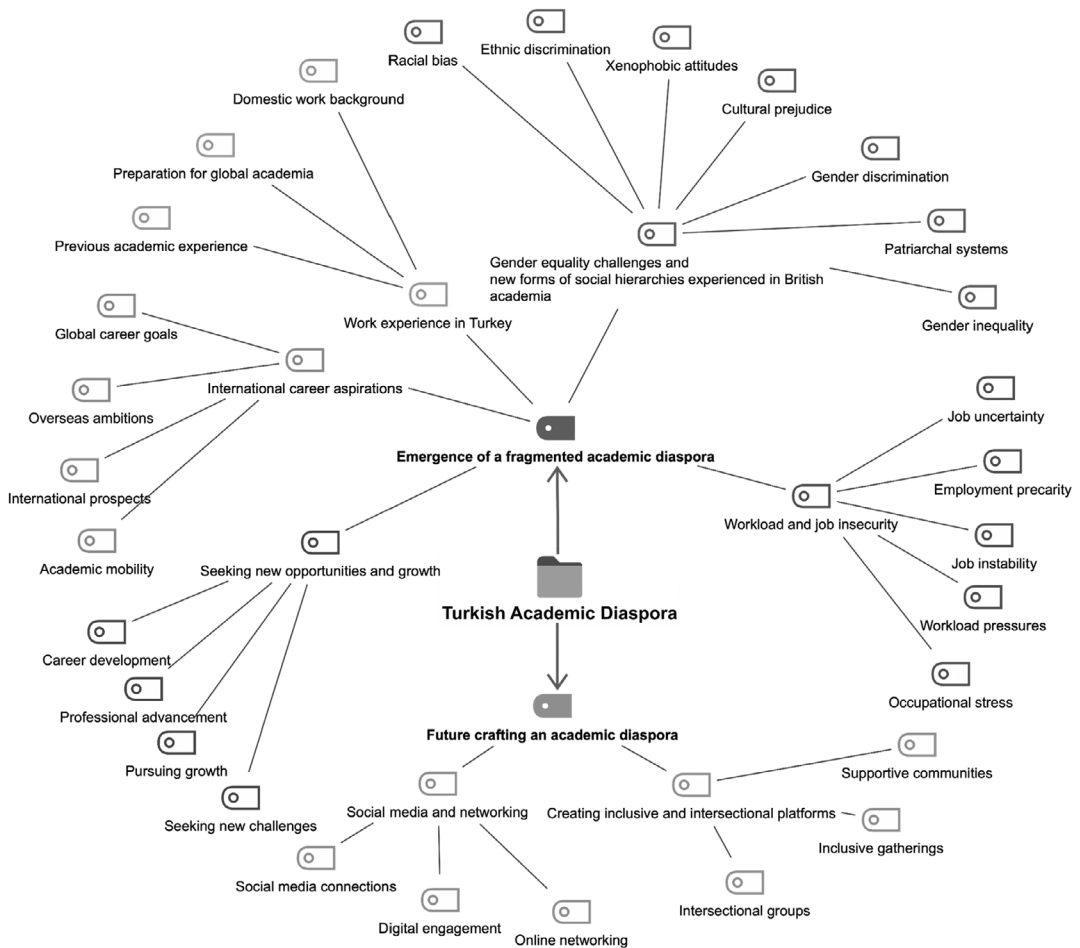 Racial bias
Ethnic discrimination
Xenophobic attitudes
Domestic work background
Cultural prejudice
Preparation for global academia
Gender discrimination
Previous academic experience
Patriarchal systems
Gender equality challenges and
new forms of social hierarchies experienced in British
academia
Work experience in Turkey
Gender inequality
Global career goals
International career aspirations
Overseas ambitions
Job uncertainty
Emergence of a fragmented academic diaspora
Employment precarity
International prospects
Workload and job insecurity
Academic mobility
Seeking new opportunities and growth
Job instability
Turkish Academic Diaspora
Workload pressures
Career development
Professional advancement
Occupational stress
Future crafting an academic diaspora
Pursuing growth
Supportive communities
Seeking new challenges
Social media and networking
Creating inclusive and intersectional platforms
Inclusive gatherings
Social media connections
Intersectional groups
Digital engagement
Online networking